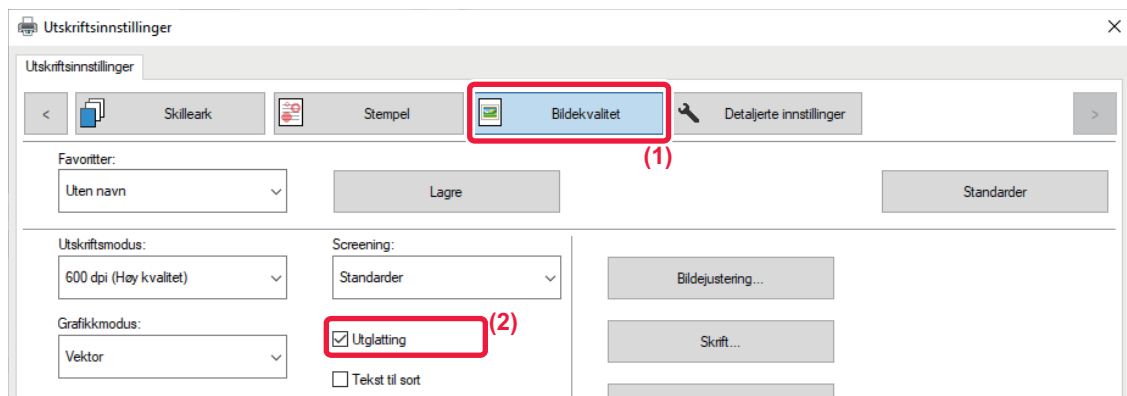 Utskriftsinnstillinger
Utskriftsinnstillinger
< Skilleark Stempel Bildekvalitet Detaljerte innstillinger >
(1)
Favoritter:
Uten navn Lagre Standarder
Utskriftsmodus: Screening:
600 dpi (Høy kvalitet) Standarder Bildejustering...
Grafikkmodus: (2)
Utglatting Skrift...
Vektor
Tekst til sort